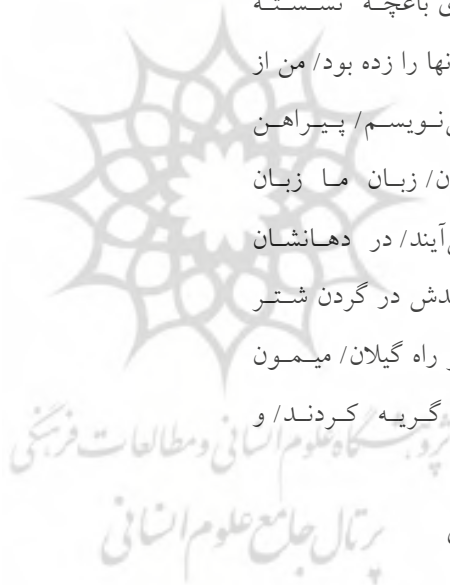 باغچه نشسته
نها را زده بود/ من از
نویسم/ پیراهن
ن/ زبان ما زبان
آیند/ در دهانشان
دش در گردن شتر
راه گیلان/ میمون
گریه کردند/ و
پژوهشگاه علوم انسانی و مطالعات فرهنگی
پرتال جامع علوم انسانی